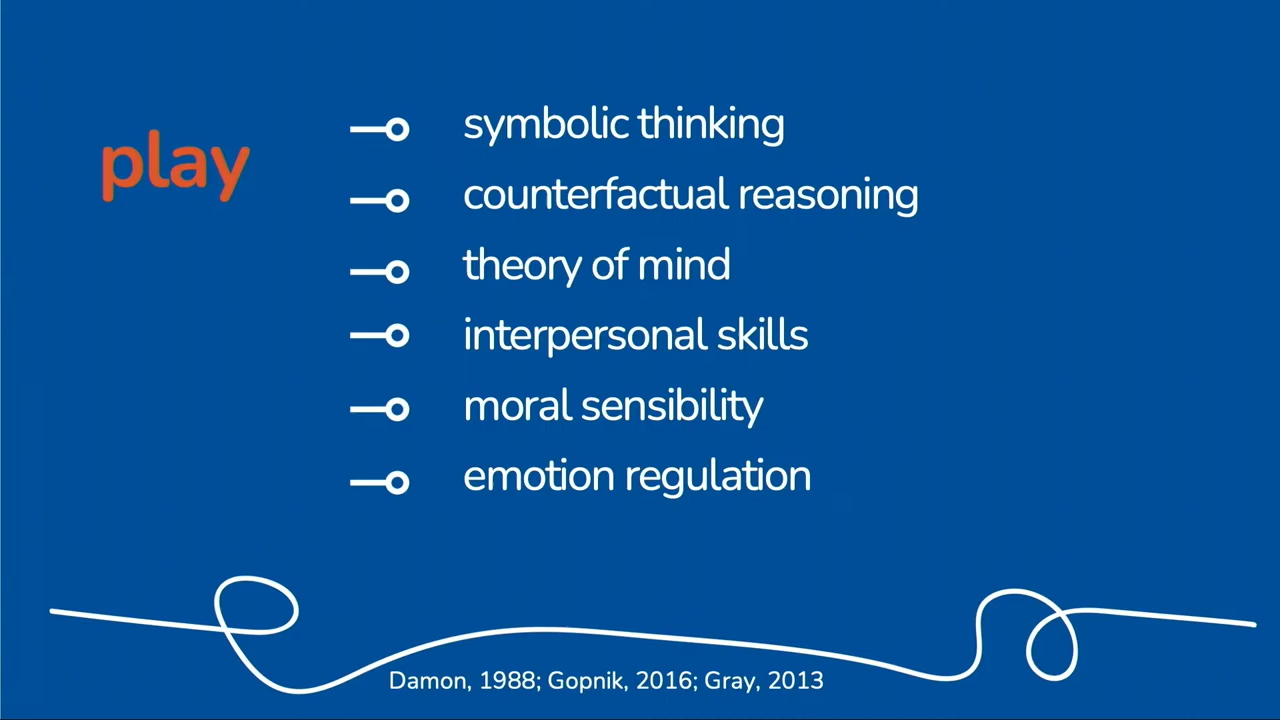 play
symbolic thinking
counterfactual reasoning
theory of mind
interpersonal skills
moral sensibility
emotion regulation
Damon, 1988; Gopnik, 2016; Gray, 2013